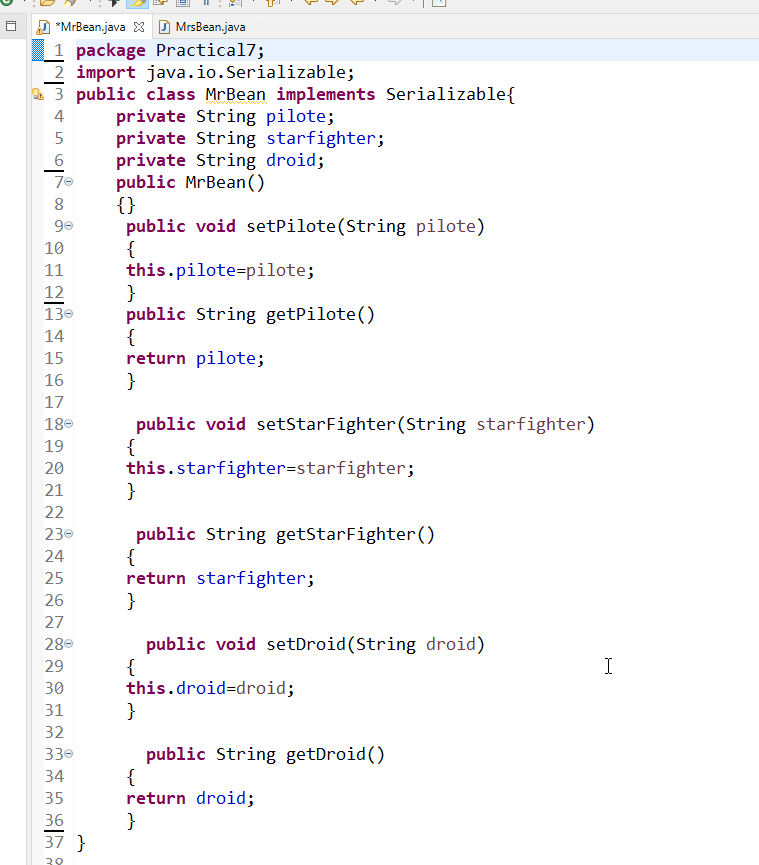 *MrBean.java MrsBean.java
1 package Practical7;
2 import java.io.Serializable;
3 public class MrBean implements Serializable{
4 private String pilote;
5 private String starfighter;
6 private String droid;
7 public MrBean()
8 {}
9 public void setPilote(String pilote)
10 {
11 this.pilote=pilote;
12 }
13 public String getPilote()
14 {
15 return pilote;
16 }
17
18 public void setStarFighter(String starfighter)
19 {
20 this.starfighter=starfighter;
21 }
22
23 public String getStarFighter()
24 {
25 return starfighter;
26 }
27
28 public void setDroid(String droid)
29 {
30 this.droid=droid;
31 }
32
33 public String getDroid()
34 {
35 return droid;
36 }
37 }
38